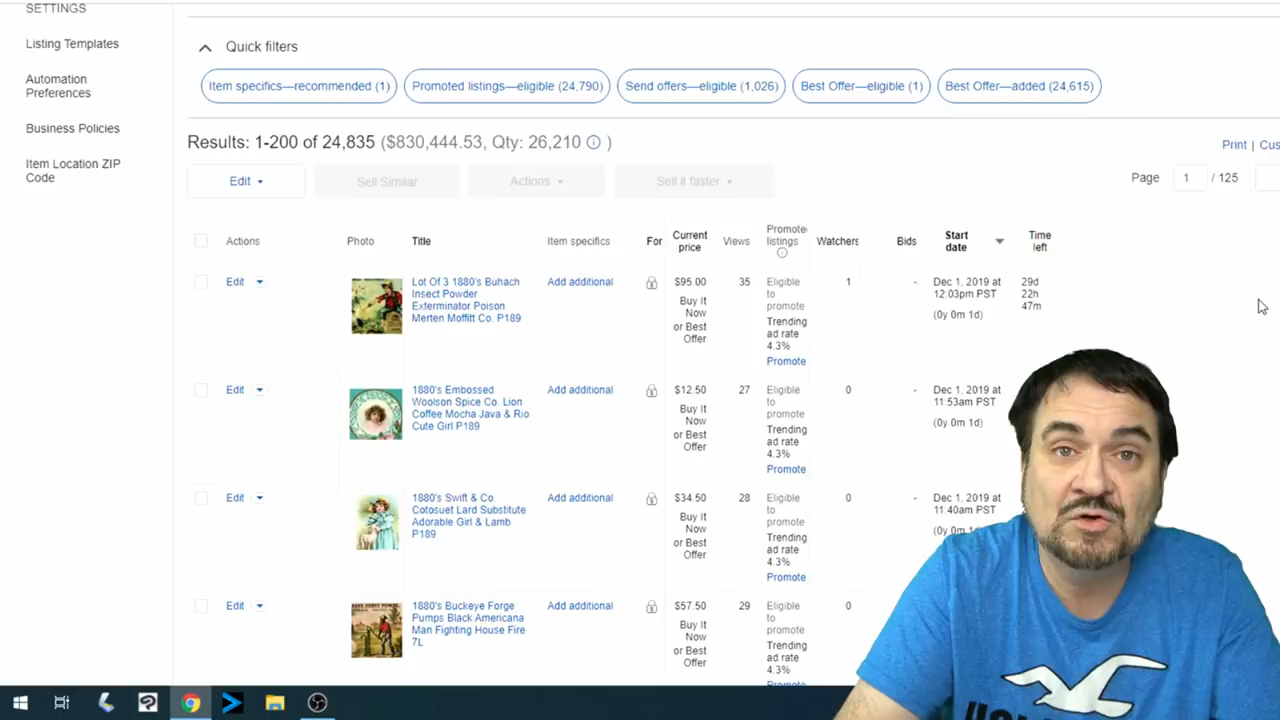 SETTINGS
Listing Templates
Automation
Preferences
Business Policies
Item Location ZIP
Code
Quick filters
Item specifics—recommended (1)
Promoted listings—eligible (24,790)
Send offers—eligible (1,026)
Best Offer—eligible (1)
Best Offer—added (24,615)
Results: 1-200 of 24,835 ($830,444.53, Qty: 26,210 )
Print | Cus
Edit
Sell Similar
Actions
Sell it faster
Page 1 / 125
Actions
Photo
Title
Item specifics
For
Current
price
Views
Promote
listings
Watchers
Bids
Start
date
Time
left
Edit
Lot Of 3 1880's Buhach
Insect Powder
Exterminator Poison
Merten Moffitt Co. P189
Add additional
$95.00
Buy It
Now
or Best
Offer
35
Eligible
to
promote
Trending
ad rate
4.3%
Promote
1
-
Dec 1, 2019 at
12:03pm PST
(0y 0m 1d)
29d
22h
47m
Edit
1880's Embossed
Woolson Spice Co. Lion
Coffee Mocha Java & Rio
Cute Girl P189
Add additional
$12.50
Buy It
Now
or Best
Offer
27
Eligible
to
promote
Trending
ad rate
4.3%
Promote
0
-
Dec 1, 2019 at
11:53am PST
(0y 0m 1d)
Edit
1880's Swift & Co.
Cotosuet Lard Substitute
Adorable Girl & Lamb
P189
Add additional
$34.50
Buy It
Now
or Best
Offer
28
Eligible
to
promote
Trending
ad rate
4.3%
Promote
0
-
Dec 1, 2019 at
11:40am PST
(0y 0m
Edit
1880's Buckeye Forge
Pumps Black Americana
Man Fighting House Fire
7L
Add additional
$57.50
Buy It
Now
or Best
Offer
29
Eligible
to
promote
Trending
ad rate
4.3%
Promote
0